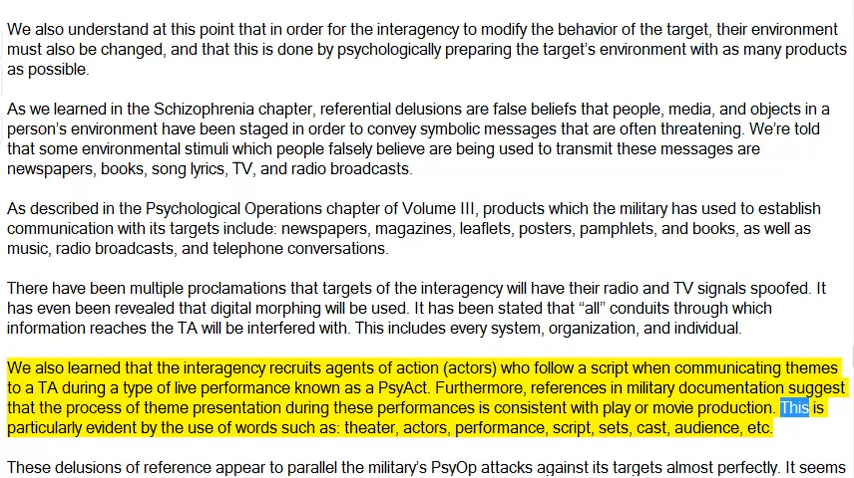 We also understand at this point that in order for the interagency to modify the behavior of the target, their environment
must also be changed, and that this is done by psychologically preparing the target's environment with as many products
as possible.
As we learned in the Schizophrenia chapter, referential delusions are false beliefs that people, media, and objects in a
person's environment have been staged in order to convey symbolic messages that are often threatening. We're told
that some environmental stimuli which people falsely believe are being used to transmit these messages are
newspapers, books, song lyrics, TV, and radio broadcasts.
As described in the Psychological Operations chapter of Volume III, products which the military has used to establish
communication with its targets include: newspapers, magazines, leaflets, posters, pamphlets, and books, as well as
music, radio broadcasts, and telephone conversations.
There have been multiple proclamations that targets of the interagency will have their radio and TV signals spoofed. It
has even been revealed that digital morphing will be used. It has been stated that “all” conduits through which
information reaches the TA will be interfered with. This includes every system, organization, and individual.
We also learned that the interagency recruits agents of action (actors) who follow a script when communicating themes
to a TA during a type of live performance known as a PsyAct. Furthermore, references in military documentation suggest
that the process of theme presentation during these performances is consistent with play or movie production. This is
particularly evident by the use of words such as: theater, actors, performance, script, sets, cast, audience, etc.
These delusions of reference appear to parallel the military's PsyOp attacks against its targets almost perfectly. It seems